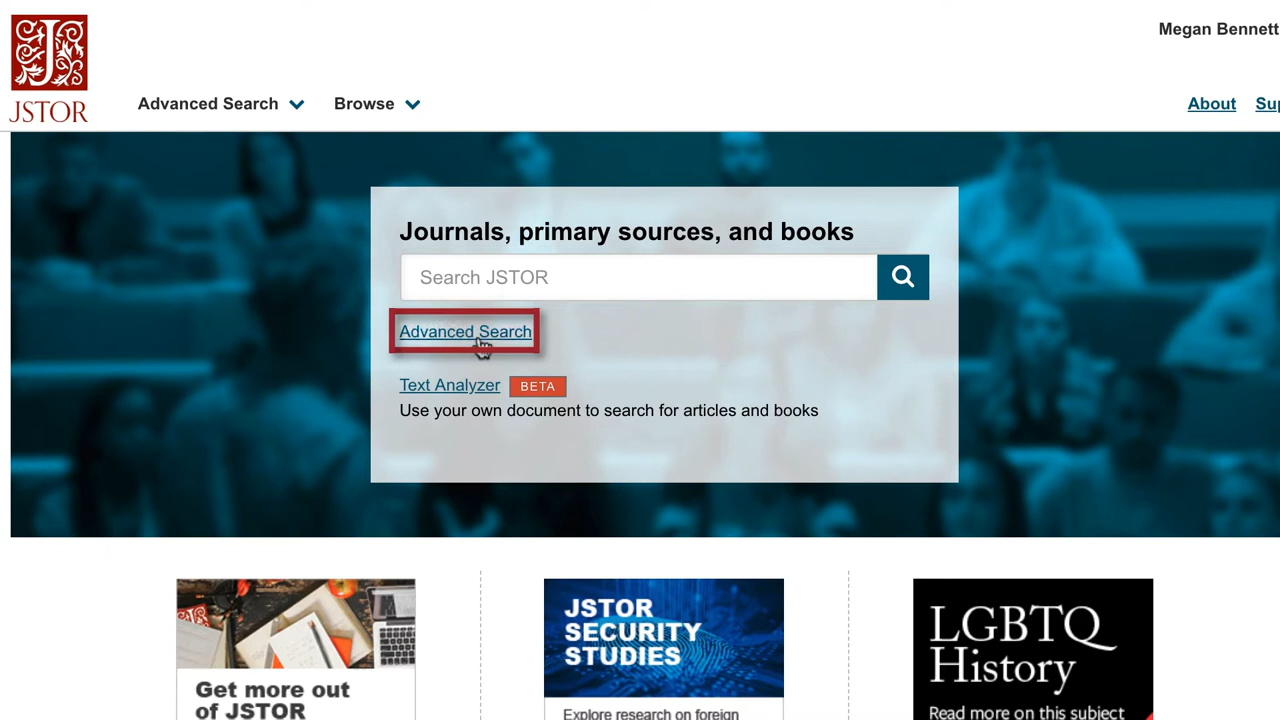 Megan Bennett
JSTOR
Advanced Search
Browse
About
Journals, primary sources, and books
Search JSTOR
Advanced Search
Text Analyzer BETA
Use your own document to search for articles and books
Get more out
of JSTOR
JSTOR
SECURITY
STUDIES
Explore research on foreign
LGBTQ
History
Read more on this subject